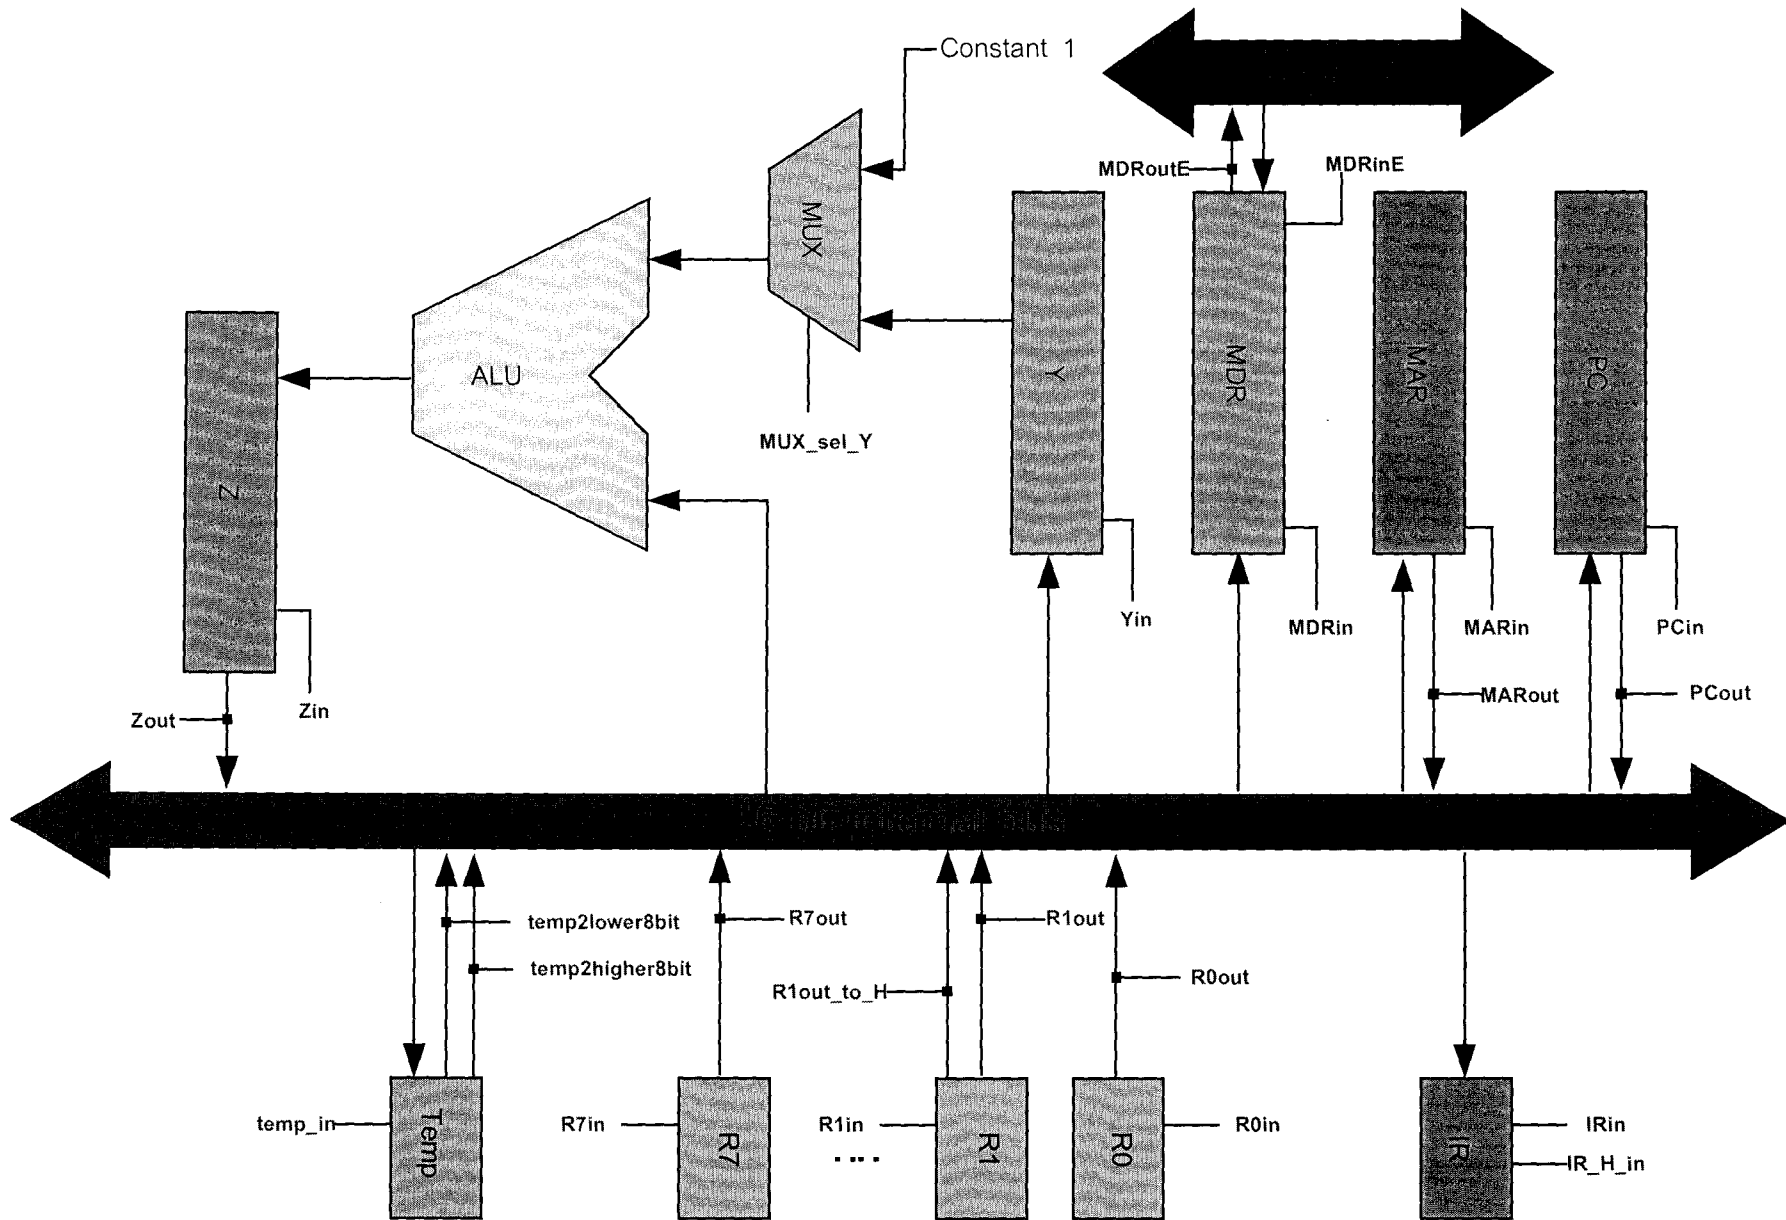 Constant 1
MDRoutE
MDRinE
MUX
MUX_sel_Y
ALU
Z
Y
MDR
MAR
PC
Yin
MDRin
MARin
PCin
Zout
Zin
MARout
PCout
temp2lower8bit
temp2higher8bit
R7out
R1out_to_H
R1out
R0out
temp_in
Temp
R7in
R7
R1in
....
R1
R0
R0in
IR
IRin
IR_H_in